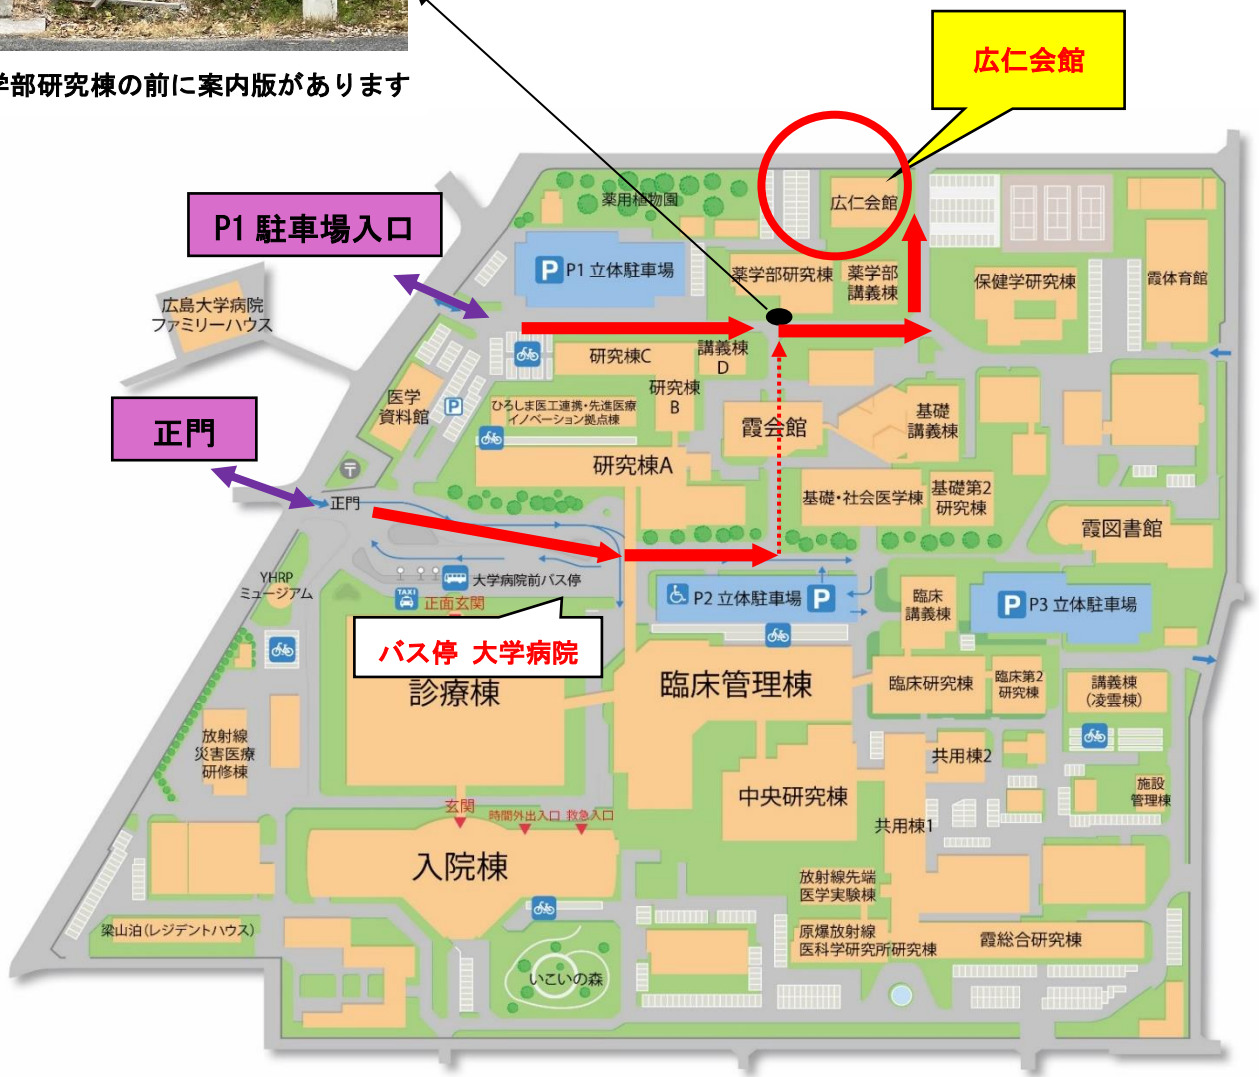 学部研究棟の前に案内版があります
広仁会館
薬用植物園
広仁会館
P1 駐車場入口
P P1 立体駐車場
薬学部研究棟
薬学部
講義棟
保健学研究棟
霞体育館
広島大学病院
ファミリーハウス
研究棟C
講義棟
D
医学
資料館
P
研究棟
B
ひろしま医工連携・先進医療
イノベーション拠点棟
霞会館
基礎
講義棟
正門
研究棟A
〒
正門
基礎・社会医学棟
基礎第2
研究棟
霞図書館
YHRP
ミュージアム
大学病院前バス停
TAXI
正面玄関
P2 立体駐車場 P
臨床
講義棟
P P3 立体駐車場
バス停 大学病院
診療棟
臨床管理棟
臨床研究棟
臨床第2
研究棟
講義棟
(凌雲棟)
放射線
災害医療
研修棟
共用棟2
中央研究棟
施設
管理棟
玄関
時間外出入口
救急入口
共用棟1
入院棟
放射線先端
医学実験棟
梁山泊(レジデントハウス)
原爆放射線
医科学研究所研究棟
霞総合研究棟
いこいの森